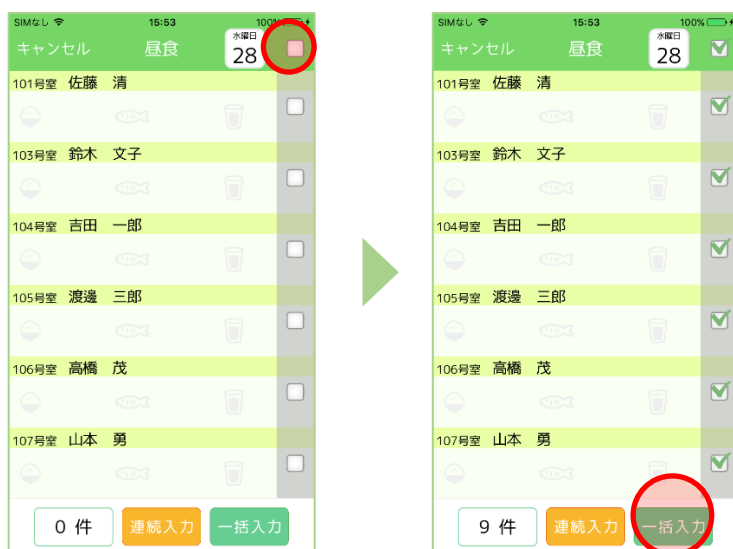 SIMなし 15:53 100%
キャンセル 昼食 水曜日 28
101号室 佐藤 清
103号室 鈴木 文子
104号室 吉田 一郎
105号室 渡邉 三郎
106号室 高橋 茂
107号室 山本 勇
0 件 連続入力 一括入力
SIMなし 15:53 100%
キャンセル 昼食 水曜日 28
101号室 佐藤 清
103号室 鈴木 文子
104号室 吉田 一郎
105号室 渡邉 三郎
106号室 高橋 茂
107号室 山本 勇
9 件 連続入力 一括入力